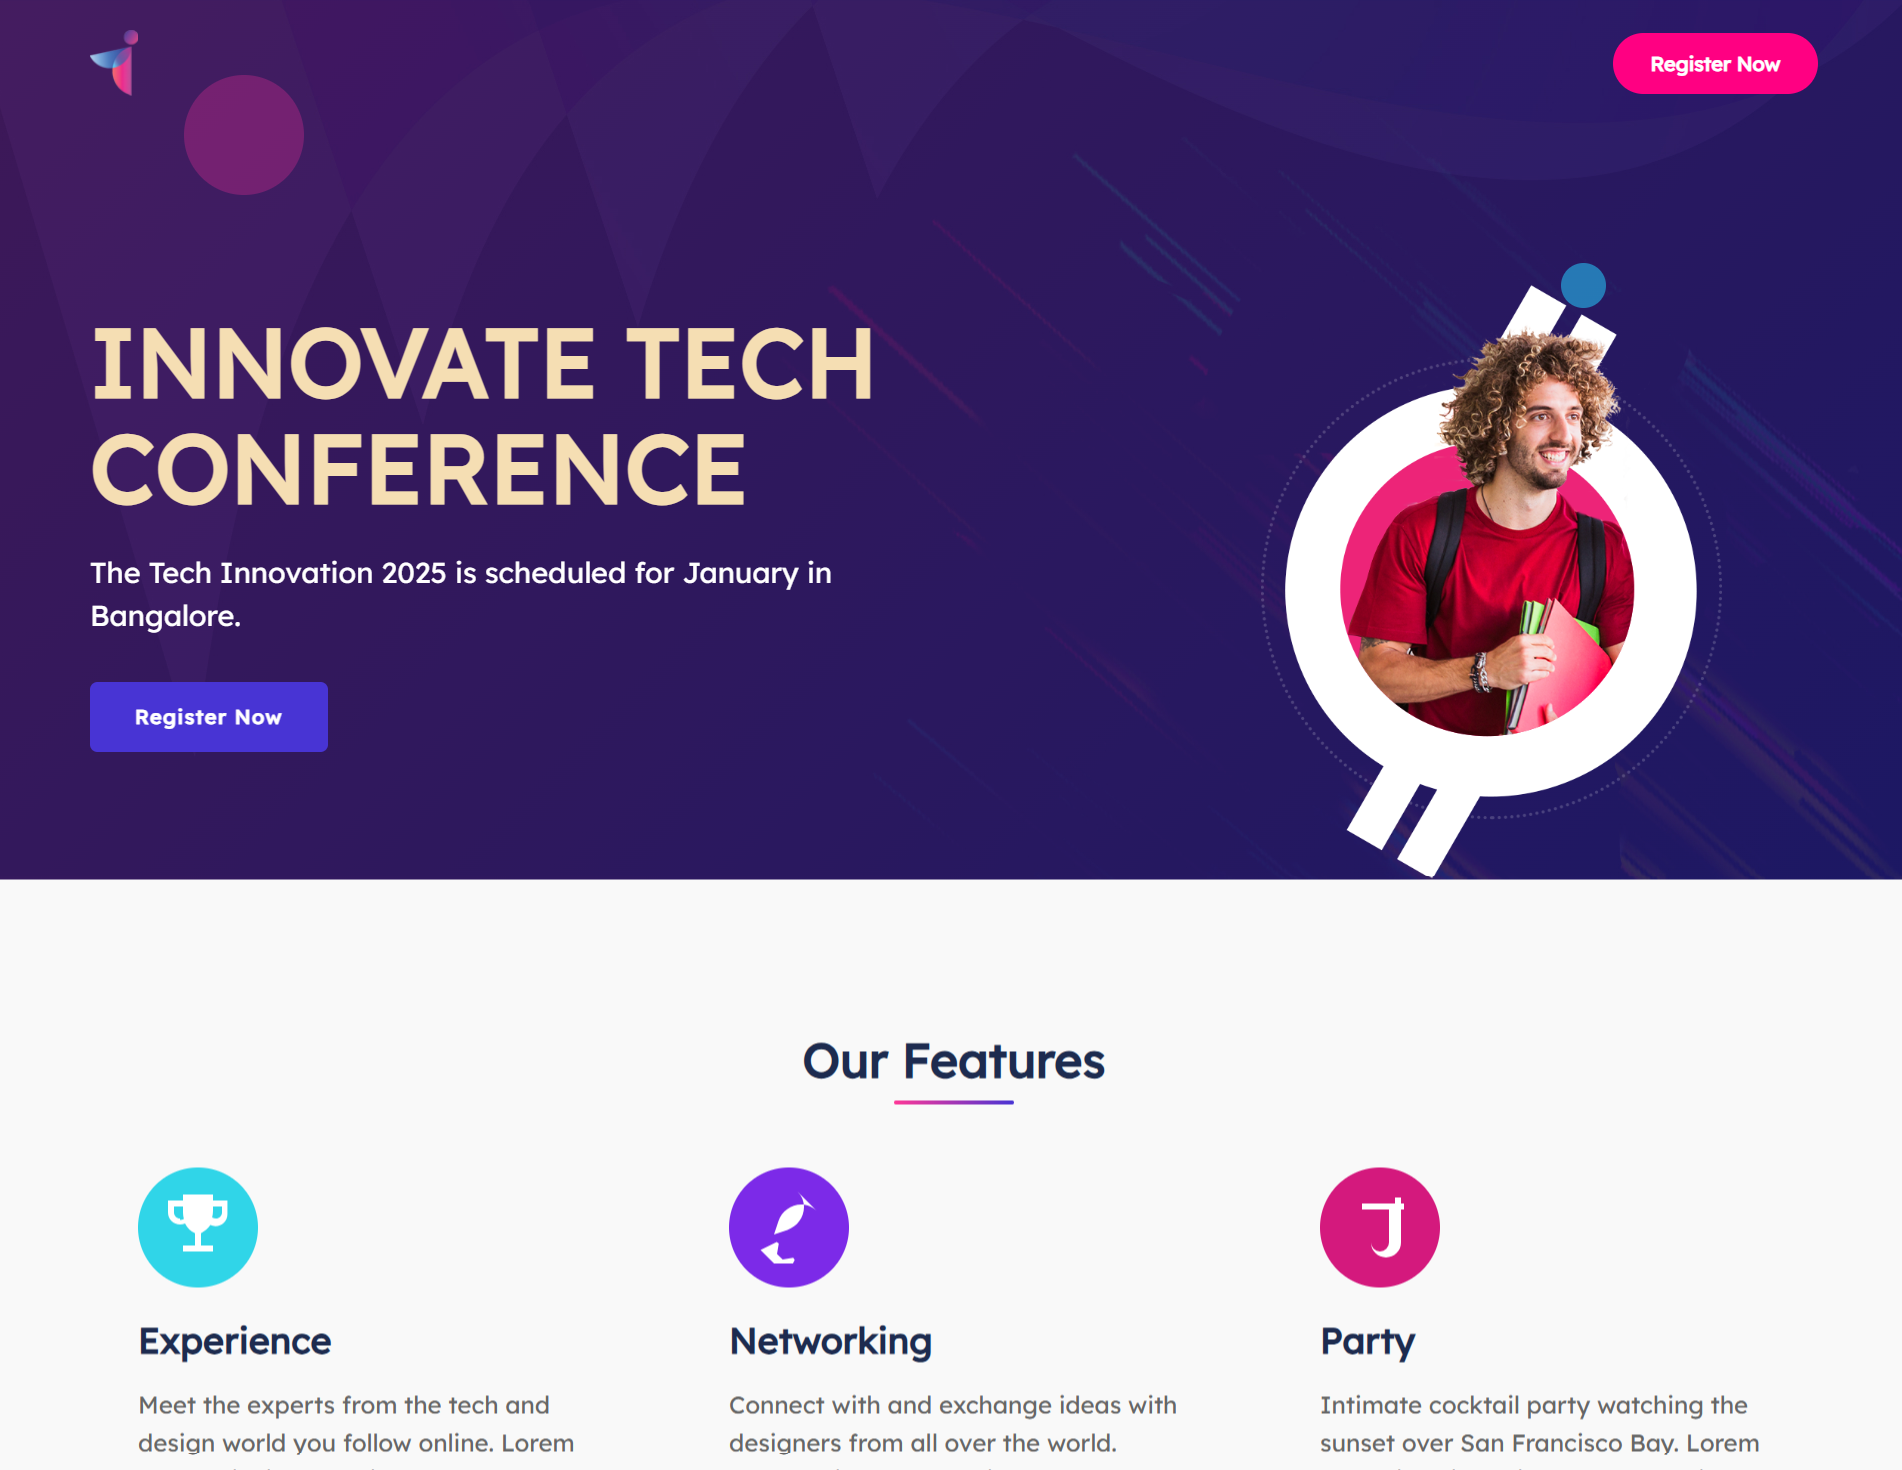 Register Now
INNOVATE TECH
CONFERENCE
The Tech Innovation 2025 is scheduled for January in
Bangalore.
Register Now
Our Features
Experience
Networking
Party
Meet the experts from the tech and
design world you follow online. Lorem
Connect with and exchange ideas with
designers from all over the world.
Intimate cocktail party watching the
sunset over San Francisco Bay. Lorem